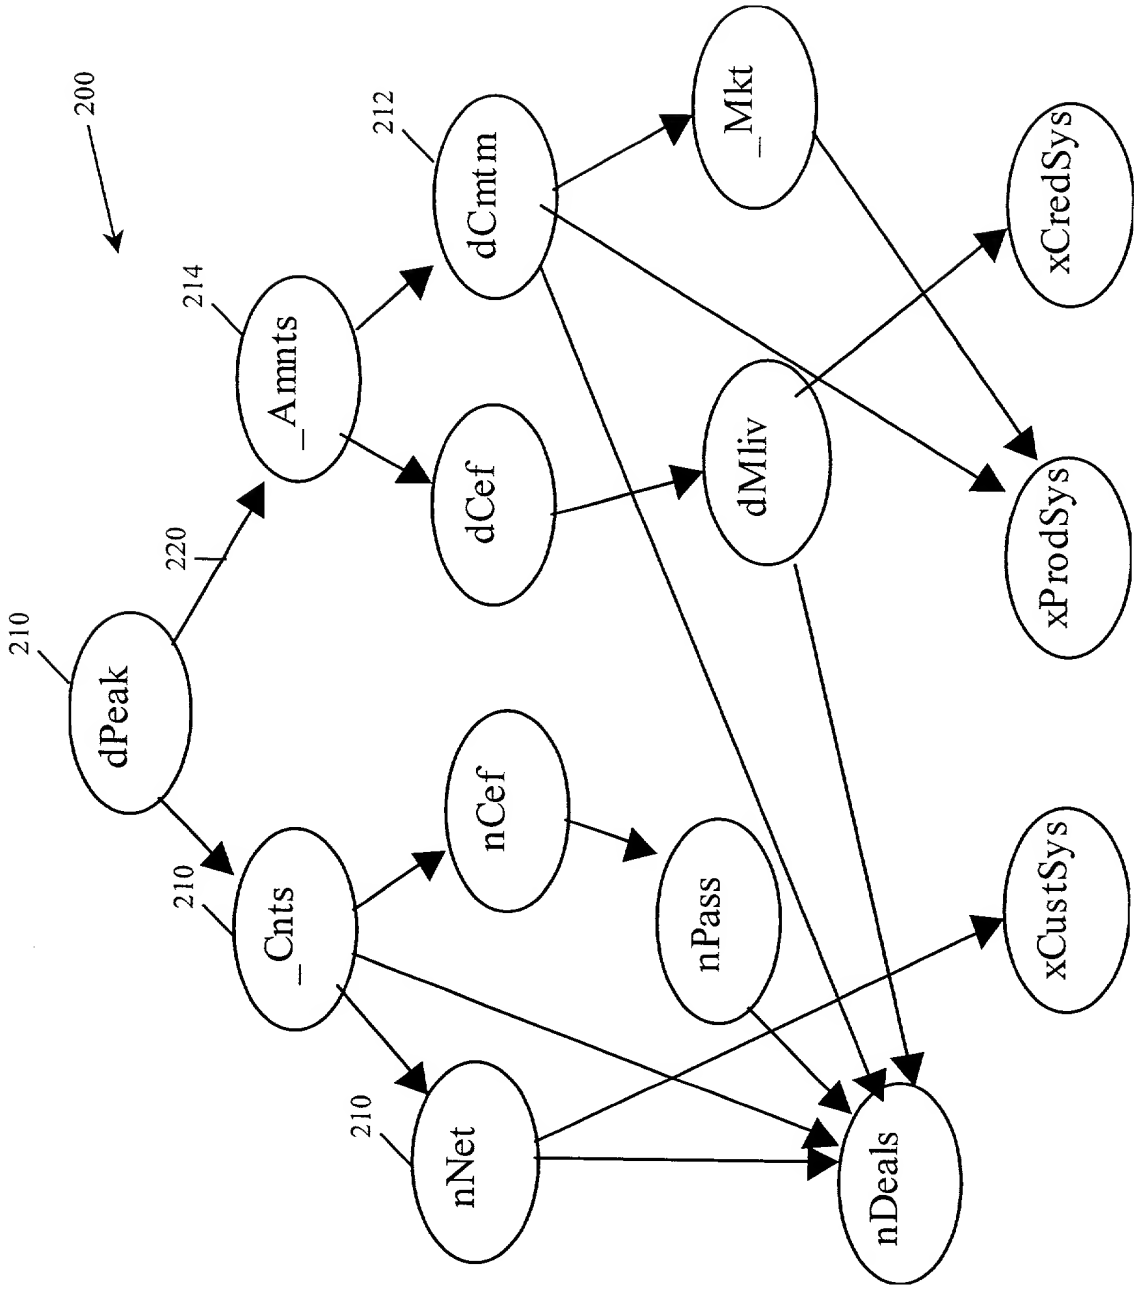 200
210
dPeak
220
214
_Amnts
210
_Cnts
212
dCmtm
dCef
nCef
210
nNet
_Mkt
dMliv
nPass
nDeals
xCustSys
xProdSys
xCredSys